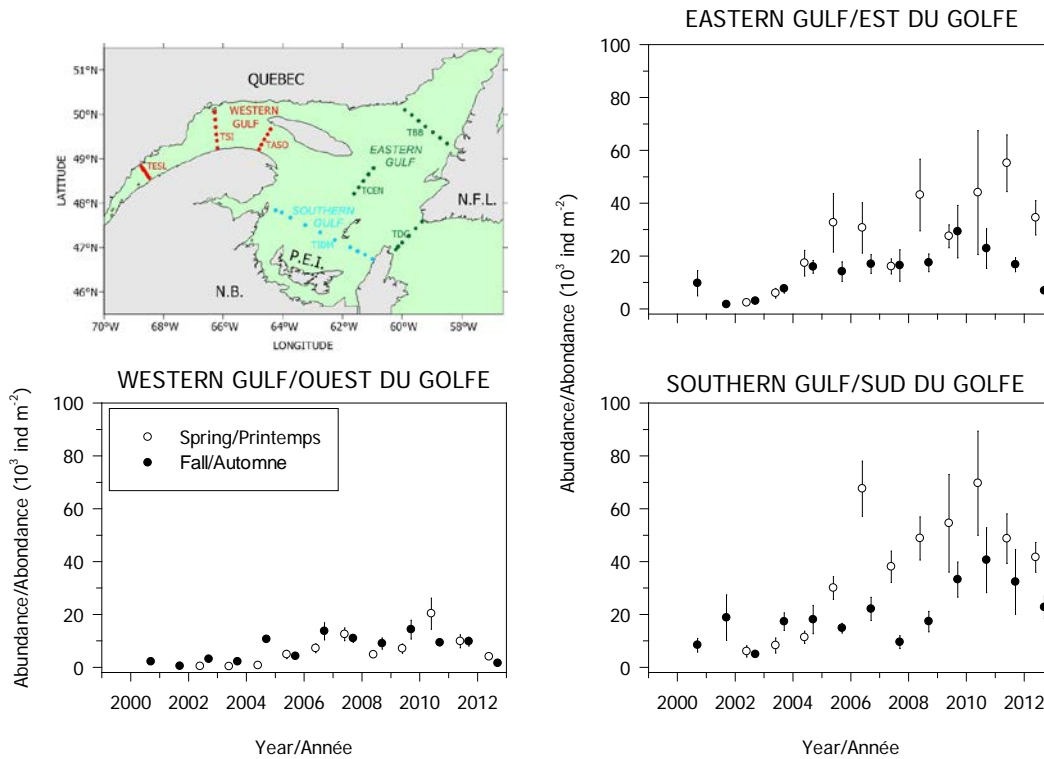 EASTERN GULF/EST DU GOLFE
51°N
50°N
49°N
48°N
47°N
46°N
LATITUDE
QUEBEC
WESTERN
GULF
TSI
TASO
TESL
EASTERN
GULF
TBB
TCEN
N.F.L.
SOUTHERN
GULF
TIDM
TDC
P.E.I.
N.B.
70°W 68°W 66°W 64°W 62°W 60°W 58°W
LONGITUDE
100
80
60
40
20
0
WESTERN GULF/OUEST DU GOLFE
SOUTHERN GULF/SUD DU GOLFE
Abundance/Abondance (10³ ind m⁻²)
100
80
60
40
20
0
Spring/Printemps
Fall/Automne
2000 2002 2004 2006 2008 2010 2012
Year/Année
Abundance/Abondance (10³ ind m⁻²)
100
80
60
40
20
0
2000 2002 2004 2006 2008 2010 2012
Year/Année